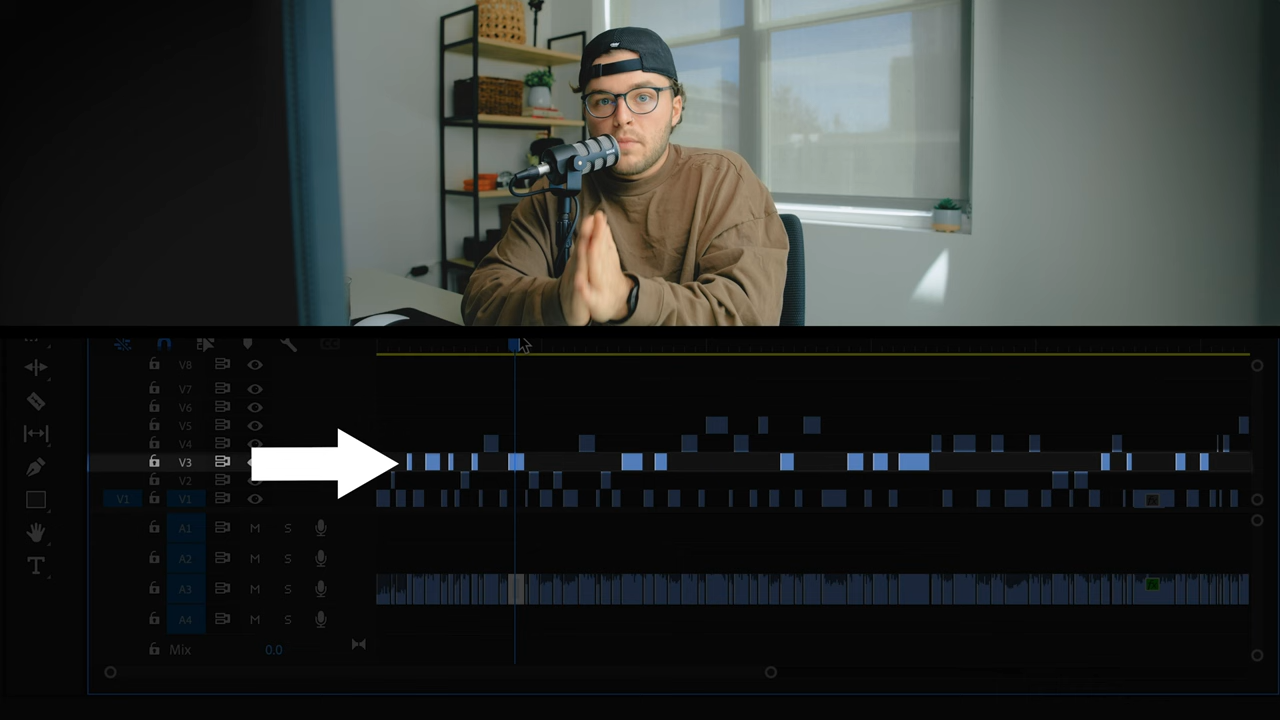 V8
V7
V6
V5
V4
V3
V2
V1 V1
A1 M S
A2 M S
A3 M S
A4 M S
Mix 0.0